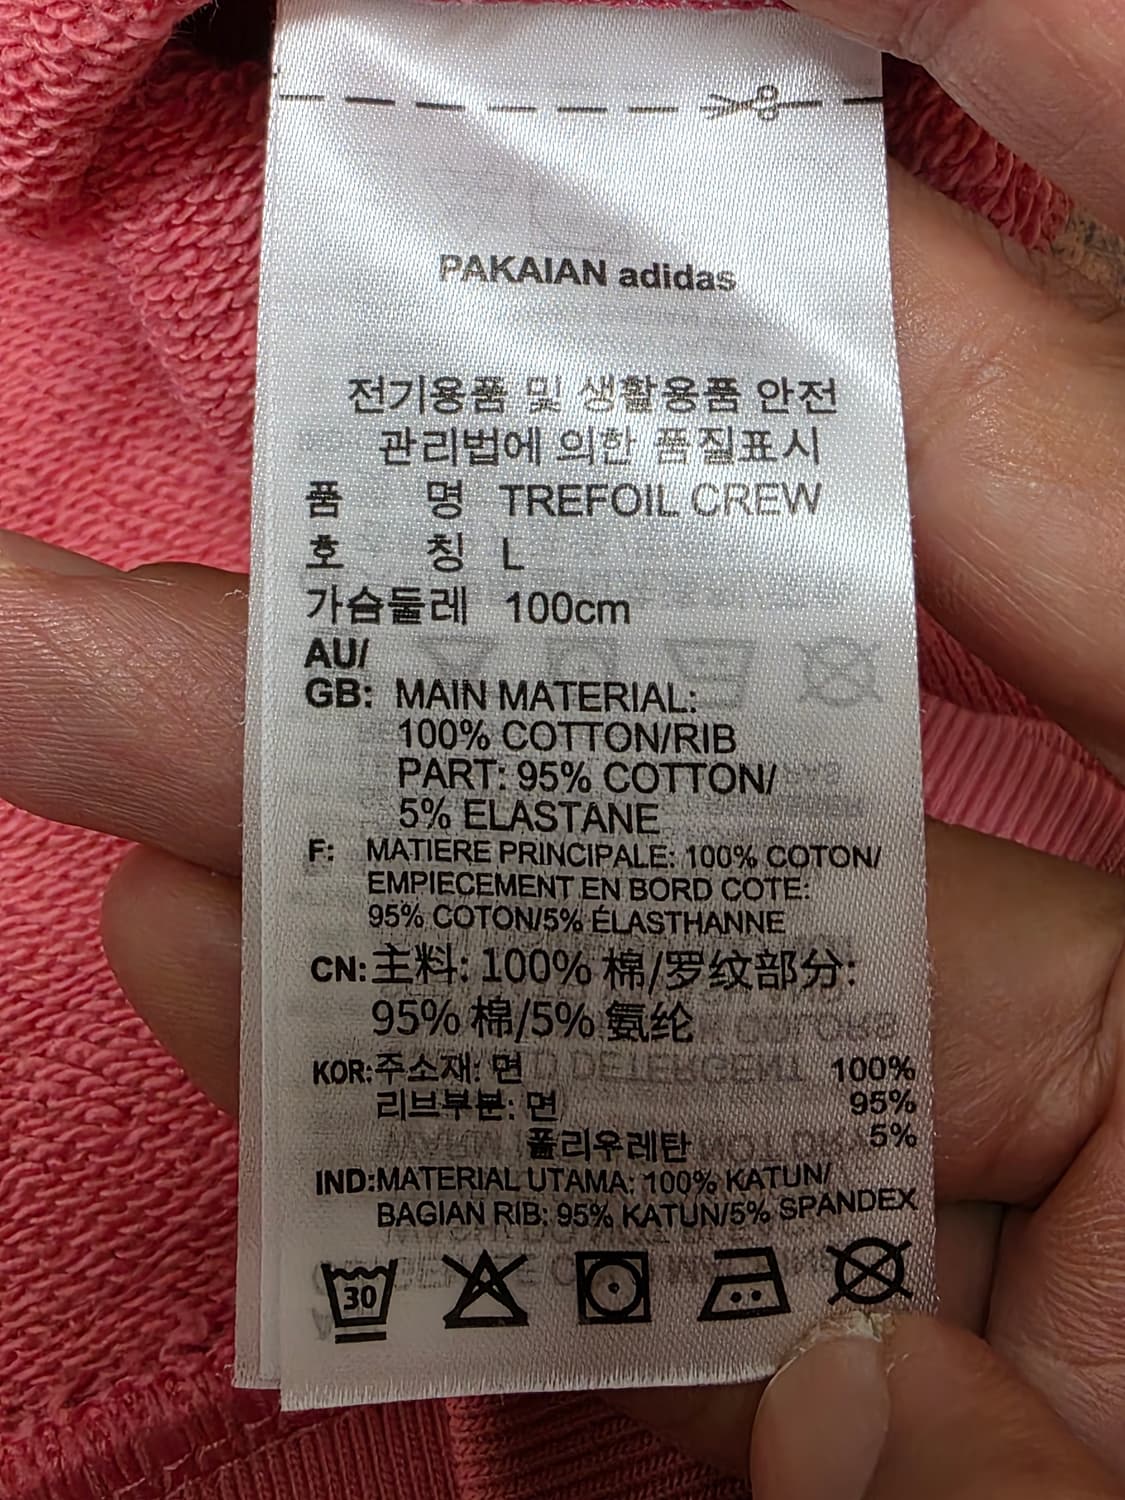 PAKAIAN adidas
전기용품 및 생활용품 안전
관리법에 의한 품질표시
품 명 TREFOIL CREW
호 칭 L
가슴둘레 100cm
AU/
GB: MAIN MATERIAL:
100% COTTON/RIB
PART: 95% COTTON/
5% ELASTANE
F: MATIERE PRINCIPALE: 100% COTON/
EMPIECEMENT EN BORD COTE:
95% COTON/5% ÉLASTHANNE
CN: 主料: 100% 棉/罗纹部分:
95% 棉/5% 氨纶
KOR: 주소재: 면 100%
리브부분: 면 95%
폴리우레탄 5%
IND: MATERIAL UTAMA: 100% KATUN/
BAGIAN RIB: 95% KATUN/5% SPANDEX
30